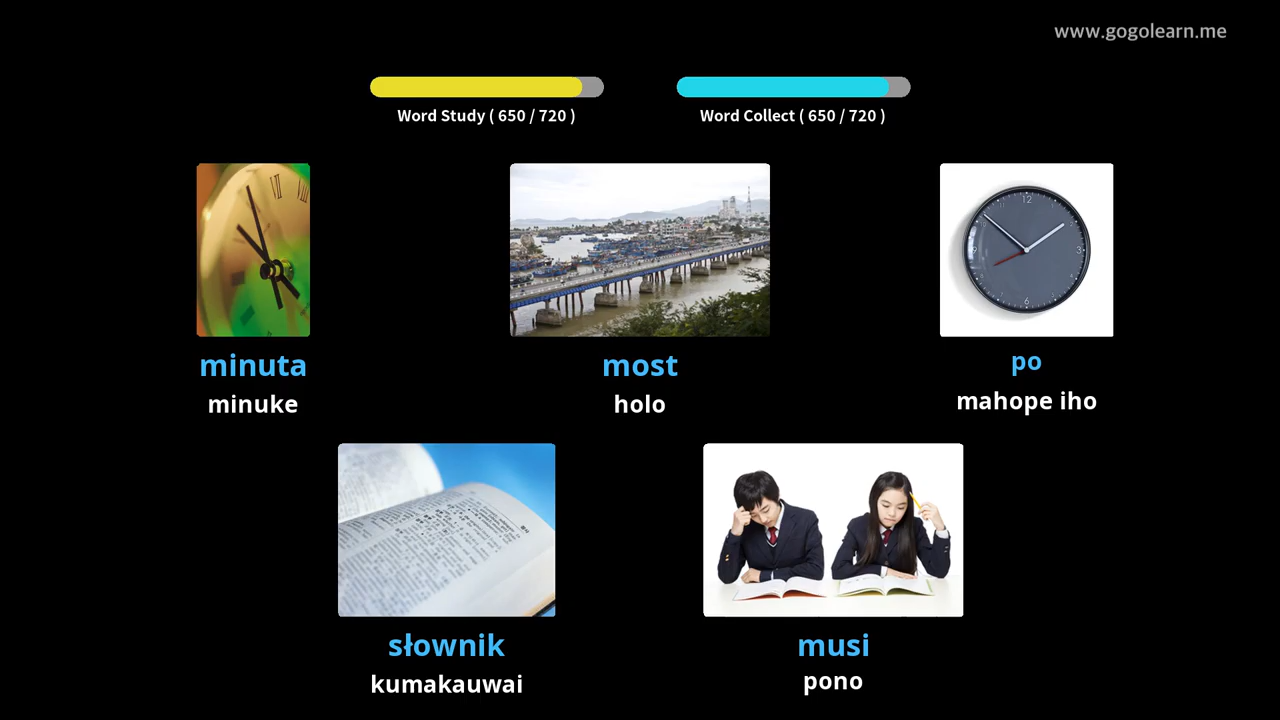 www.gogolearn.me
Word Study ( 650 / 720 )
Word Collect ( 650 / 720 )
minuta
minuke
most
holo
po
mahope iho
słownik
kumakauwai
musi
pono